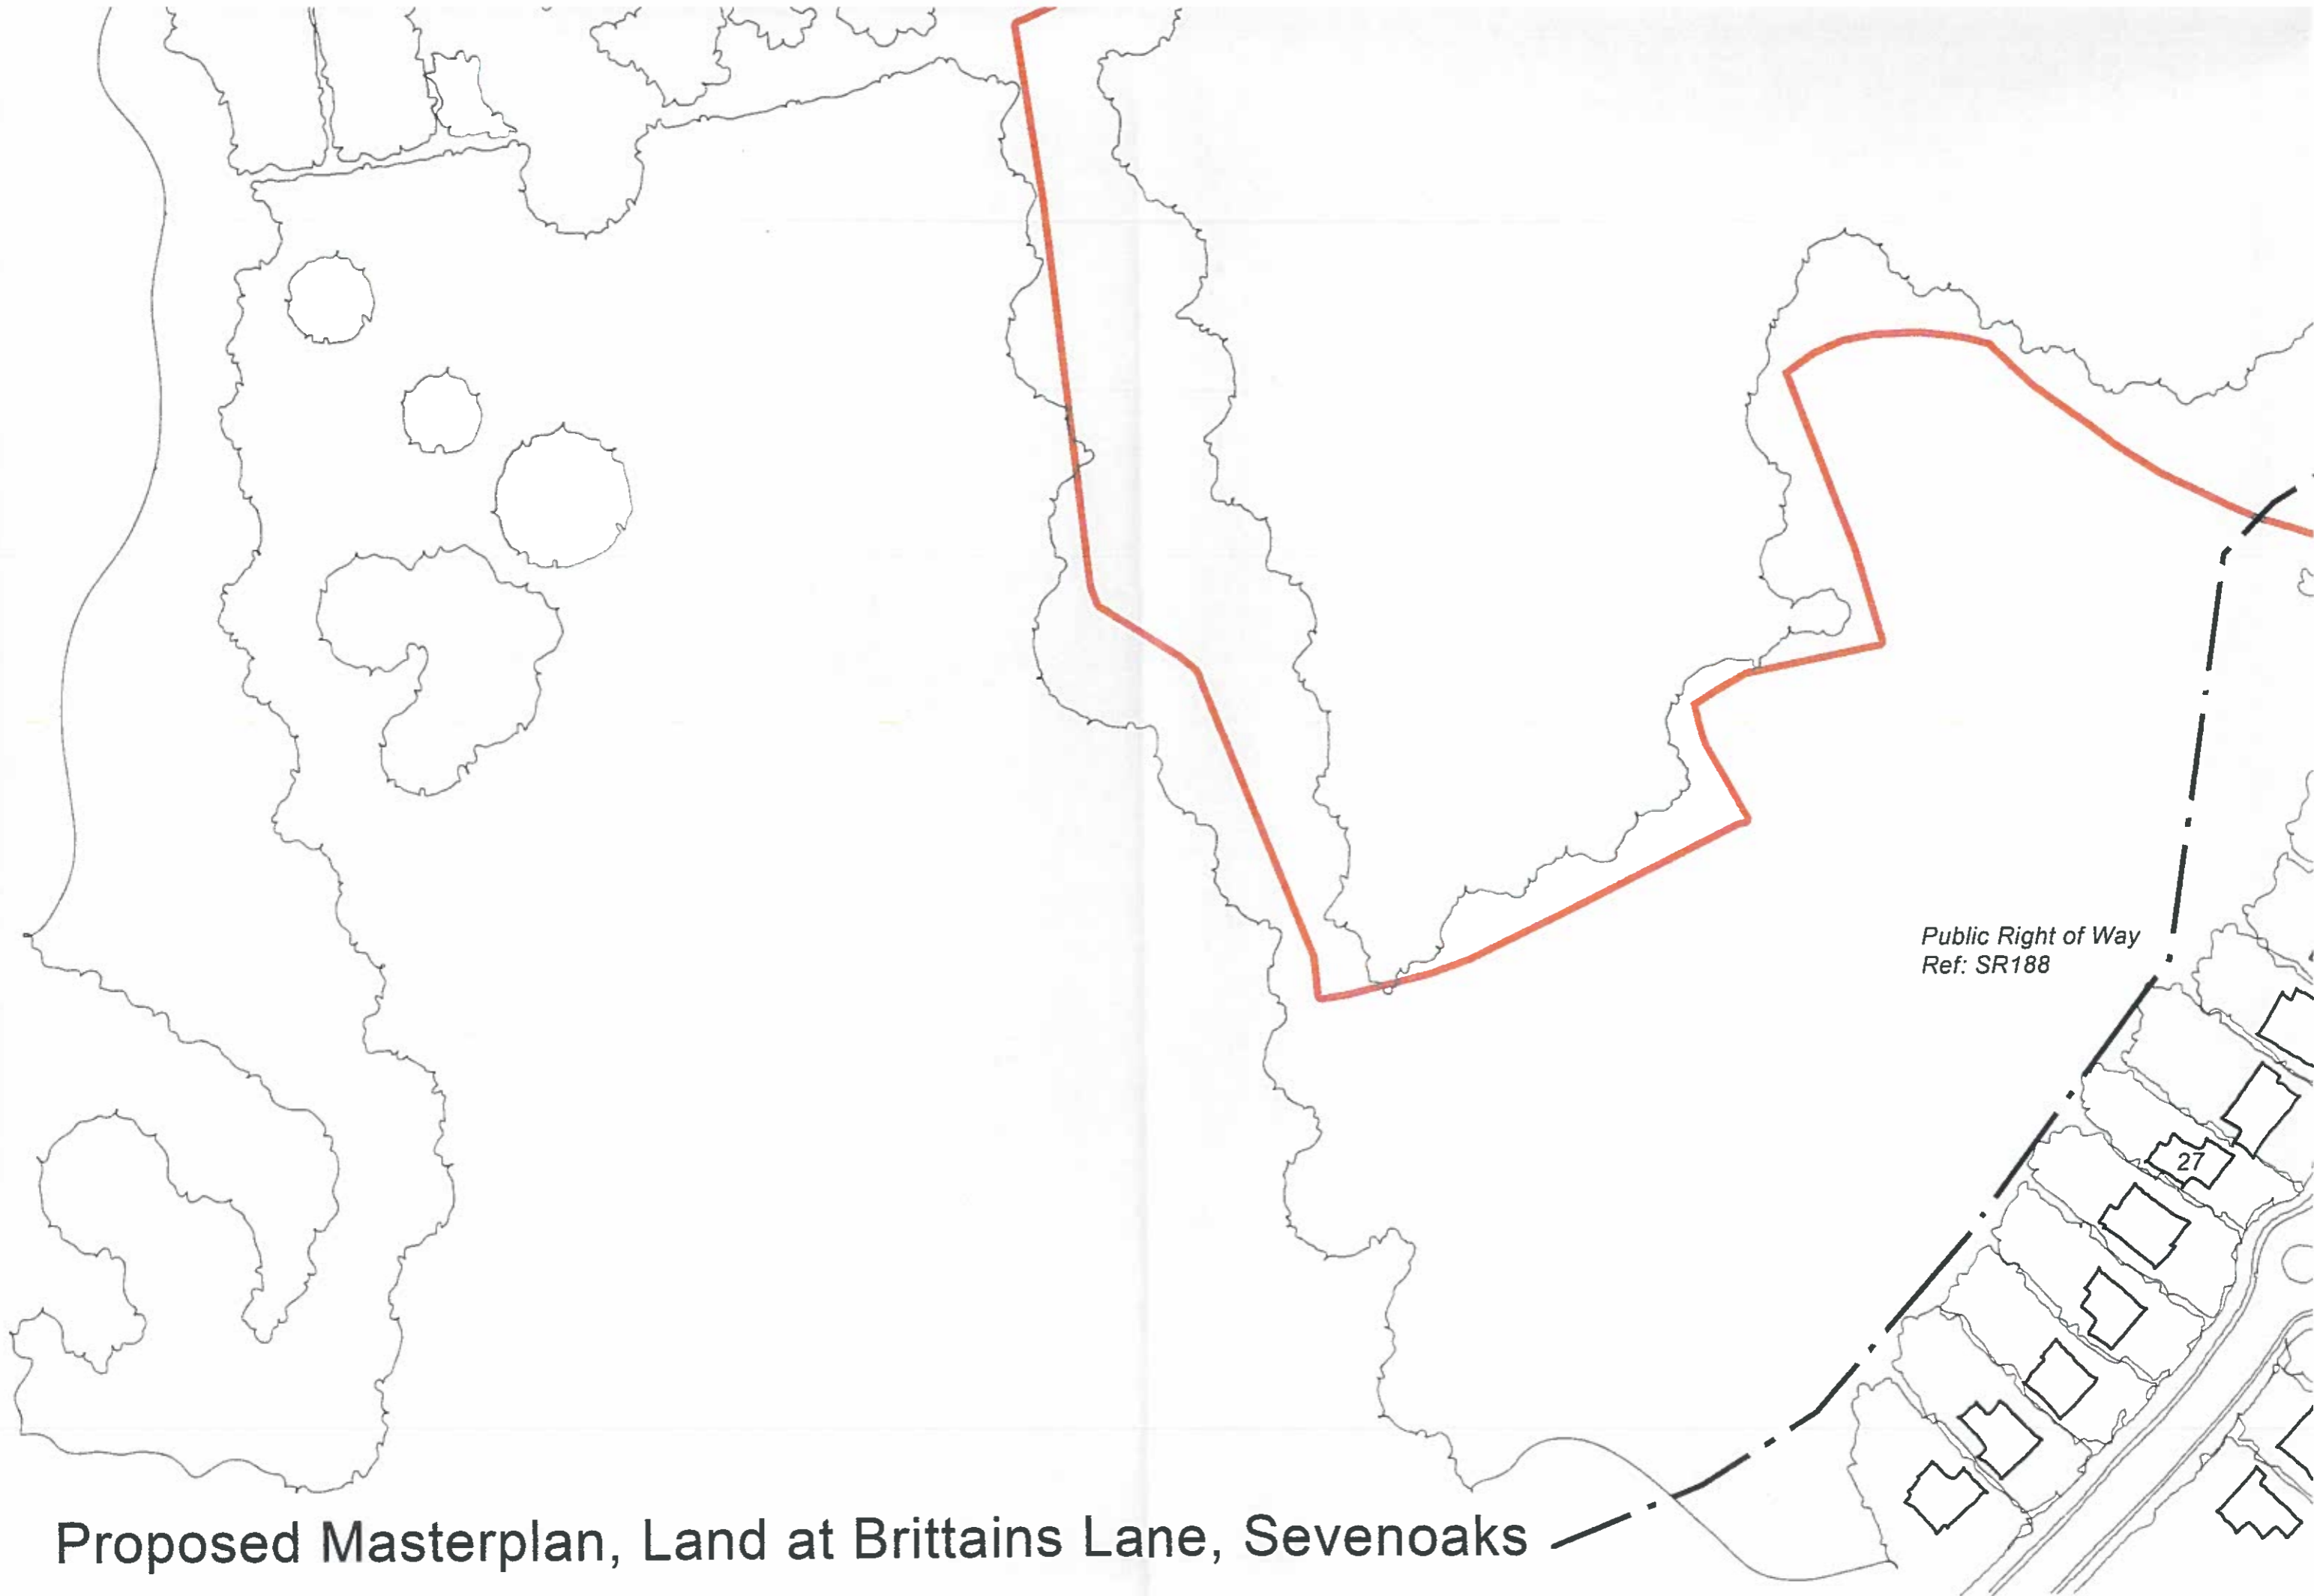 Public Right of Way
Ref: SR188
27
Proposed Masterplan, Land at Brittains Lane, Sevenoaks